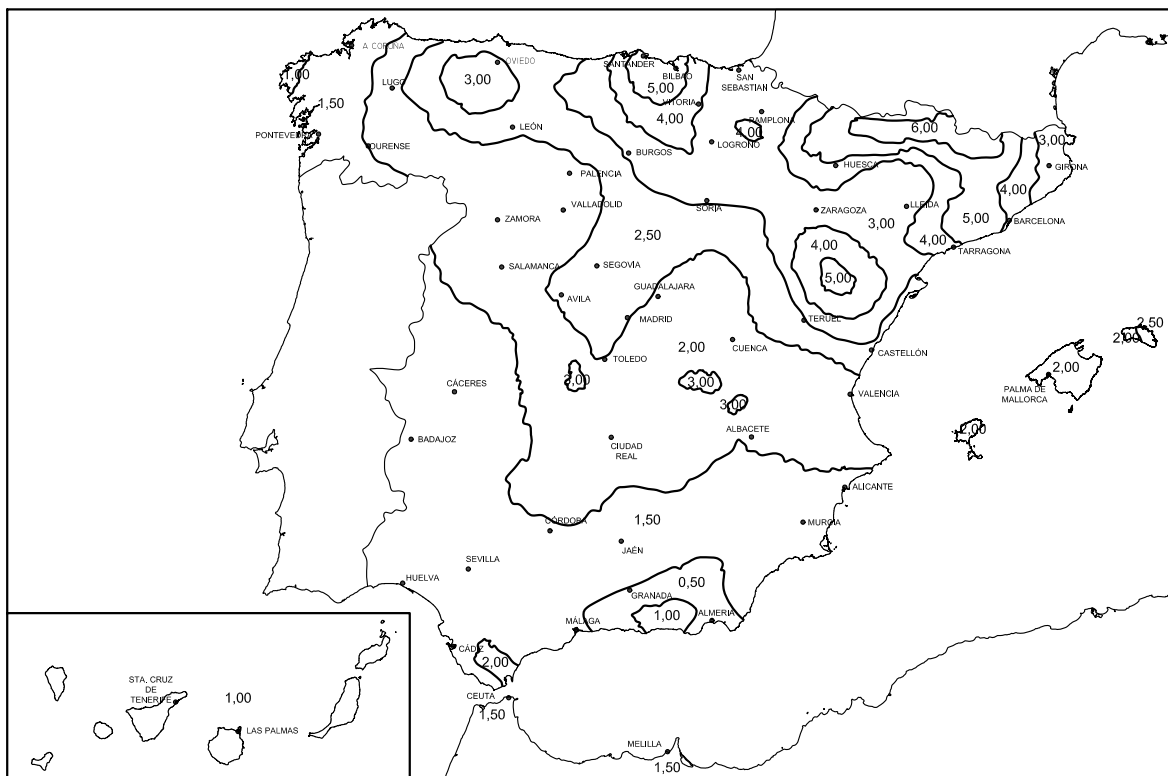 A CORUÑA
OVIEDO
SANTANDER
BILBAO
SAN
SEBASTIAN
1,00
LUGO
3,00
5,00
VITORIA
1,50
4,00
PAMPLONA
4,00
6,00
PONTEVEDRA
LEÓN
LOGROÑO
3,00
OURENSE
BURGOS
HUESCA
GIRONA
PALENCIA
4,00
VALLADOLID
SORIA
ZARAGOZA
LLEIDA
ZAMORA
3,00
5,00
BARCELONA
2,50
4,00
4,00
TARRAGONA
SALAMANCA
SEGOVIA
5,00
AVILA
GUADALAJARA
MADRID
TERUEL
2,50
2,00
2,00
CUENCA
CASTELLÓN
TOLEDO
2,00
3,00
3,00
CÁCERES
VALENCIA
PALMA DE
MALLORCA
3,00
2,00
BADAJOZ
CIUDAD
REAL
ALBACETE
ALICANTE
1,50
CÓRDOBA
MURCIA
JAÉN
SEVILLA
HUELVA
0,50
GRANADA
1,00
ALMERIA
MÁLAGA
CÁDIZ
2,00
STA. CRUZ
DE
TENERIFE
1,00
CEUTA
1,50
LAS PALMAS
MELILLA
1,50